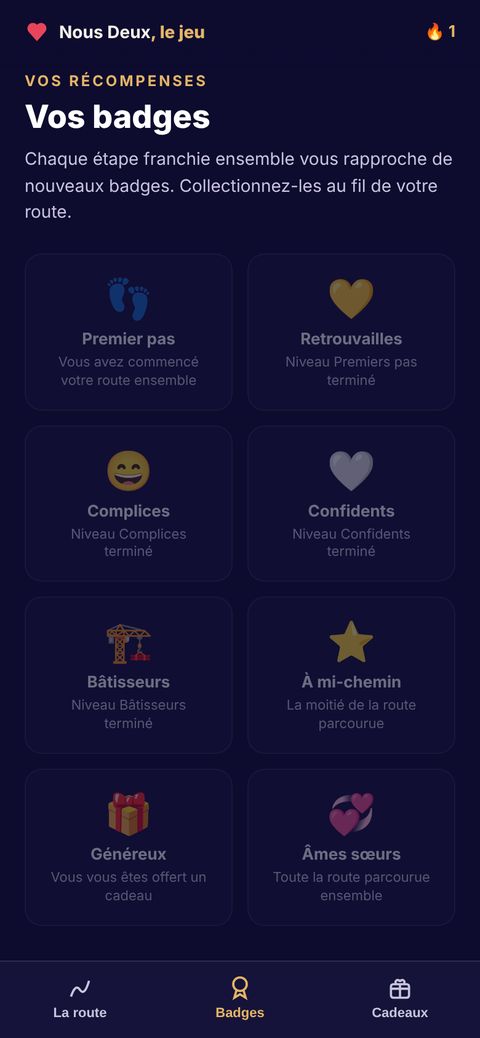 Nous Deux, le jeu
🔥 1
VOS RÉCOMPENSES
Vos badges
Chaque étape franchie ensemble vous rapproche de
nouveaux badges. Collectionnez-les au fil de votre
route.
Premier pas
Vous avez commencé
votre route ensemble
Retrouvailles
Niveau Premiers pas
terminé
Complices
Niveau Complices
terminé
Confidents
Niveau Confidents
terminé
Bâtisseurs
Niveau Bâtisseurs
terminé
À mi-chemin
La moitié de la route
parcourue
Généreux
Vous vous êtes offert un
cadeau
Âmes sœurs
Toute la route parcourue
ensemble
La route
Badges
Cadeaux